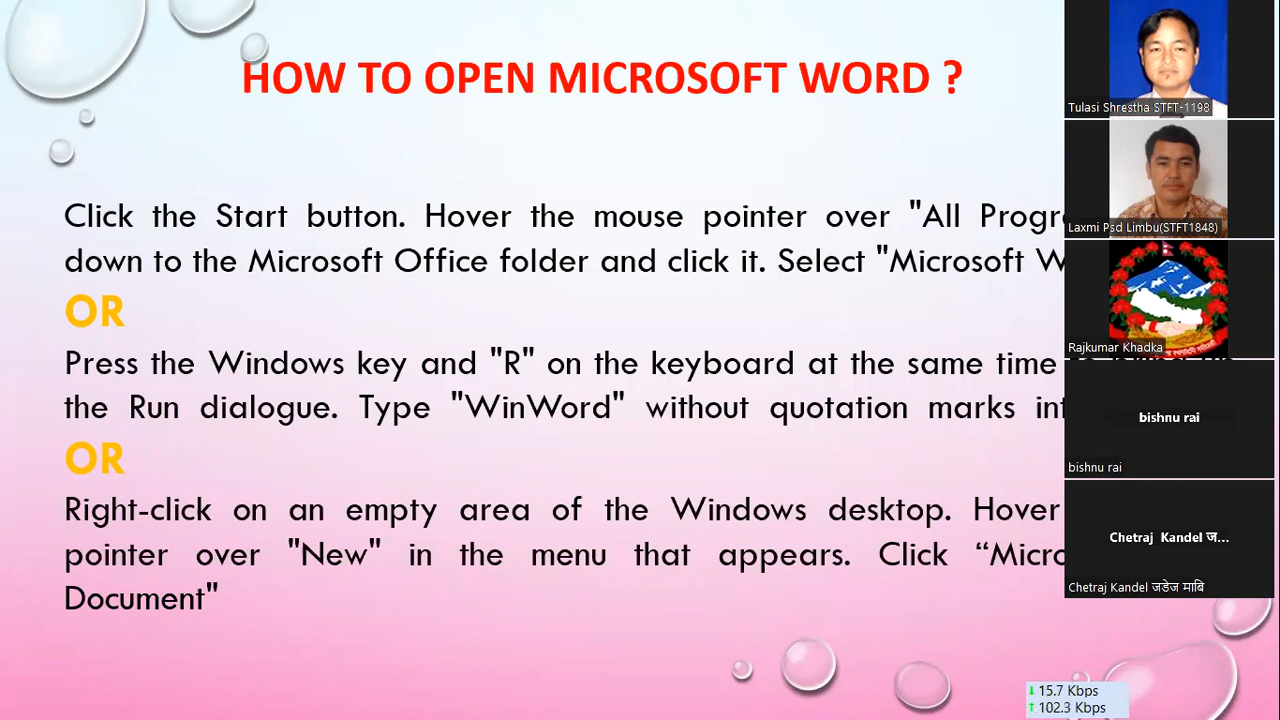 HOW TO OPEN MICROSOFT WORD ?
Click the Start button. Hover the mouse pointer over "All
down to the Microsoft Office folder and click it. Select "Microsoft
OR
Press the Windows key and "R" on the keyboard at the same time
the Run dialogue. Type "WinWord" without quotation marks
OR
Right-click on an empty area of the Windows desktop. Hover
pointer over "New" in the menu that appears. Click
Document"
Tulasi Shrestha STFT-1198
Laxmi Psd Limbu(STFT1848)
Rajkumar Khadka
bishnu rai
bishnu rai
Chetraj Kandel ज...
Chetraj Kandel जडेज माबि
15.7 Kbps
102.3 Kbps